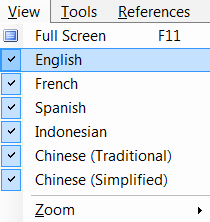 View Tools References
Full Screen F11
English
French
Spanish
Indonesian
Chinese (Traditional)
Chinese (Simplified)
Zoom